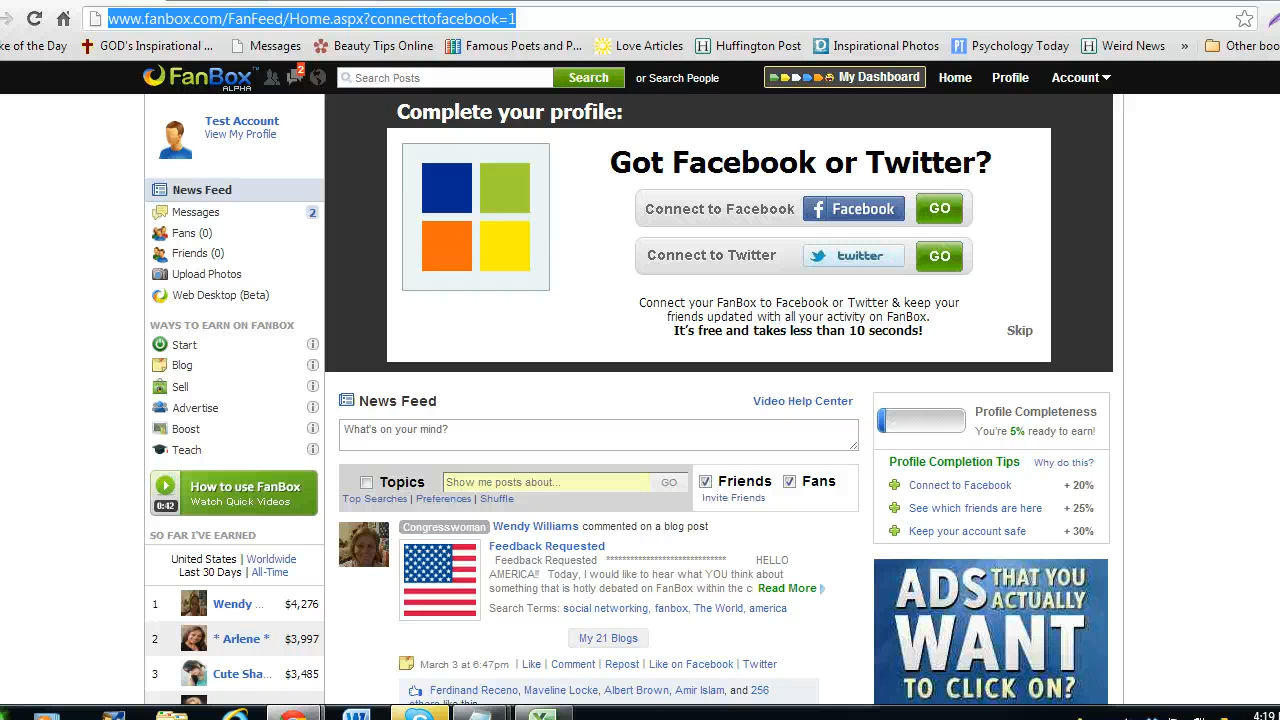 www.fanbox.com/FanFeed/Home.aspx?connecttofacebook=1
ke of the Day GOD's Inspirational ... Messages Beauty Tips Online Famous Poets and P... Love Articles Huffington Post Inspirational Photos Psychology Today Weird News » Other boo
FanBox™ ALPHA 2 Search Posts Search or Search People My Dashboard Home Profile Account
Test Account
View My Profile
News Feed
Messages 2
Fans (0)
Friends (0)
Upload Photos
Web Desktop (Beta)
WAYS TO EARN ON FANBOX
Start
Blog
Sell
Advertise
Boost
Teach
How to use FanBox
Watch Quick Videos
0:42
SO FAR I'VE EARNED
United States | Worldwide
Last 30 Days | All-Time
1 Wendy ... $4,276
2 * Arlene * $3,997
3 Cute Sha... $3,485
Complete your profile:
Got Facebook or Twitter?
Connect to Facebook f Facebook GO
Connect to Twitter twitter GO
Connect your FanBox to Facebook or Twitter & keep your
friends updated with all your activity on FanBox.
It's free and takes less than 10 seconds!
Skip
News Feed Video Help Center
What's on your mind?
Topics Show me posts about... GO Friends Fans
Top Searches | Preferences | Shuffle Invite Friends
Congresswoman Wendy Williams commented on a blog post
Feedback Requested
Feedback Requested ****************************** HELLO
AMERICA!! Today, I would like to hear what YOU think about
something that is hotly debated on FanBox within the c Read More
Search Terms: social networking, fanbox, The World, america
My 21 Blogs
March 3 at 6:47pm | Like | Comment | Repost | Like on Facebook | Twitter
Ferdinand Receno, Maveline Locke, Albert Brown, Amir Islam, and 256
others like this.
Profile Completeness
You're 5% ready to earn!
Profile Completion Tips Why do this?
Connect to Facebook + 20%
See which friends are here + 25%
Keep your account safe + 30%
ADS THAT YOU
ACTUALLY
WANT
TO CLICK ON?
4:19